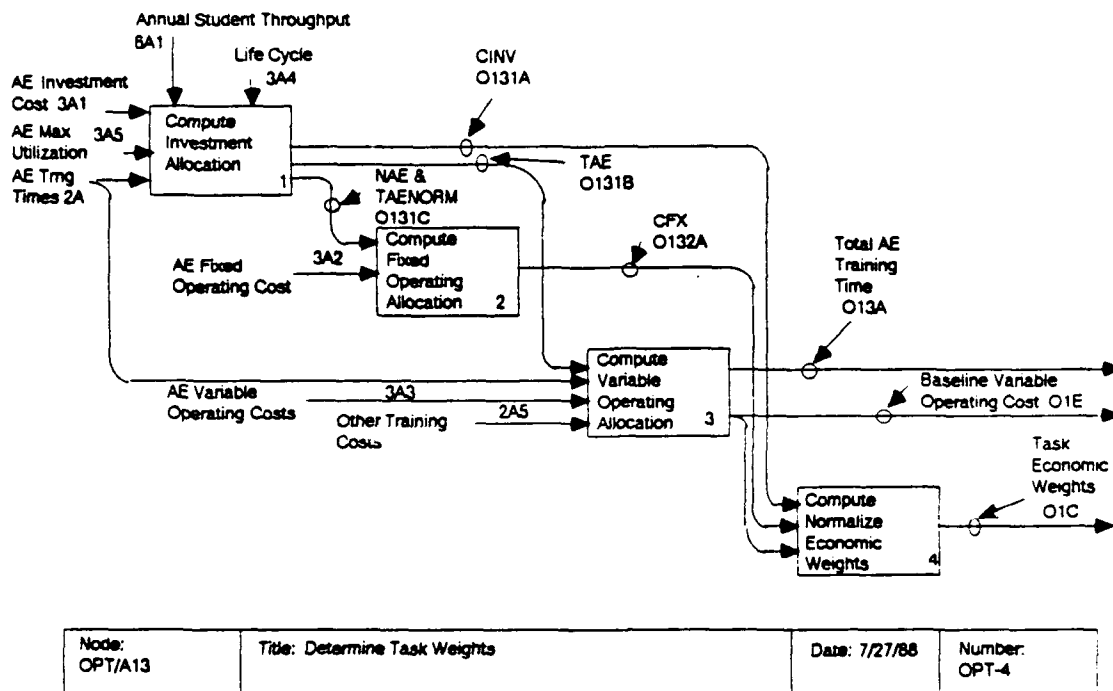 Annual Student Throughput
6A1
Life Cycle
3A4
CINV
O131A
AE Investment
Cost 3A1
AE Max 3A5
Utilization
AE Trng
Times 2A
Compute
Investment
Allocation
1
TAE
O131B
NAE &
TAENORM
O131C
3A2
AE Fixed
Operating Cost
Compute
Fixed
Operating
Allocation 2
CFX
O132A
Total AE
Training
Time
O13A
AE Variable 3A3
Operating Costs
Other Training 2A5
Costs
Compute
Variable
Operating
Allocation 3
Baseline Variable
Operating Cost O1E
Task
Economic
Weights
O1C
Compute
Normalize
Economic
Weights 4
Node:
OPT/A13
Title: Determine Task Weights
Date: 7/27/88
Number:
OPT-4